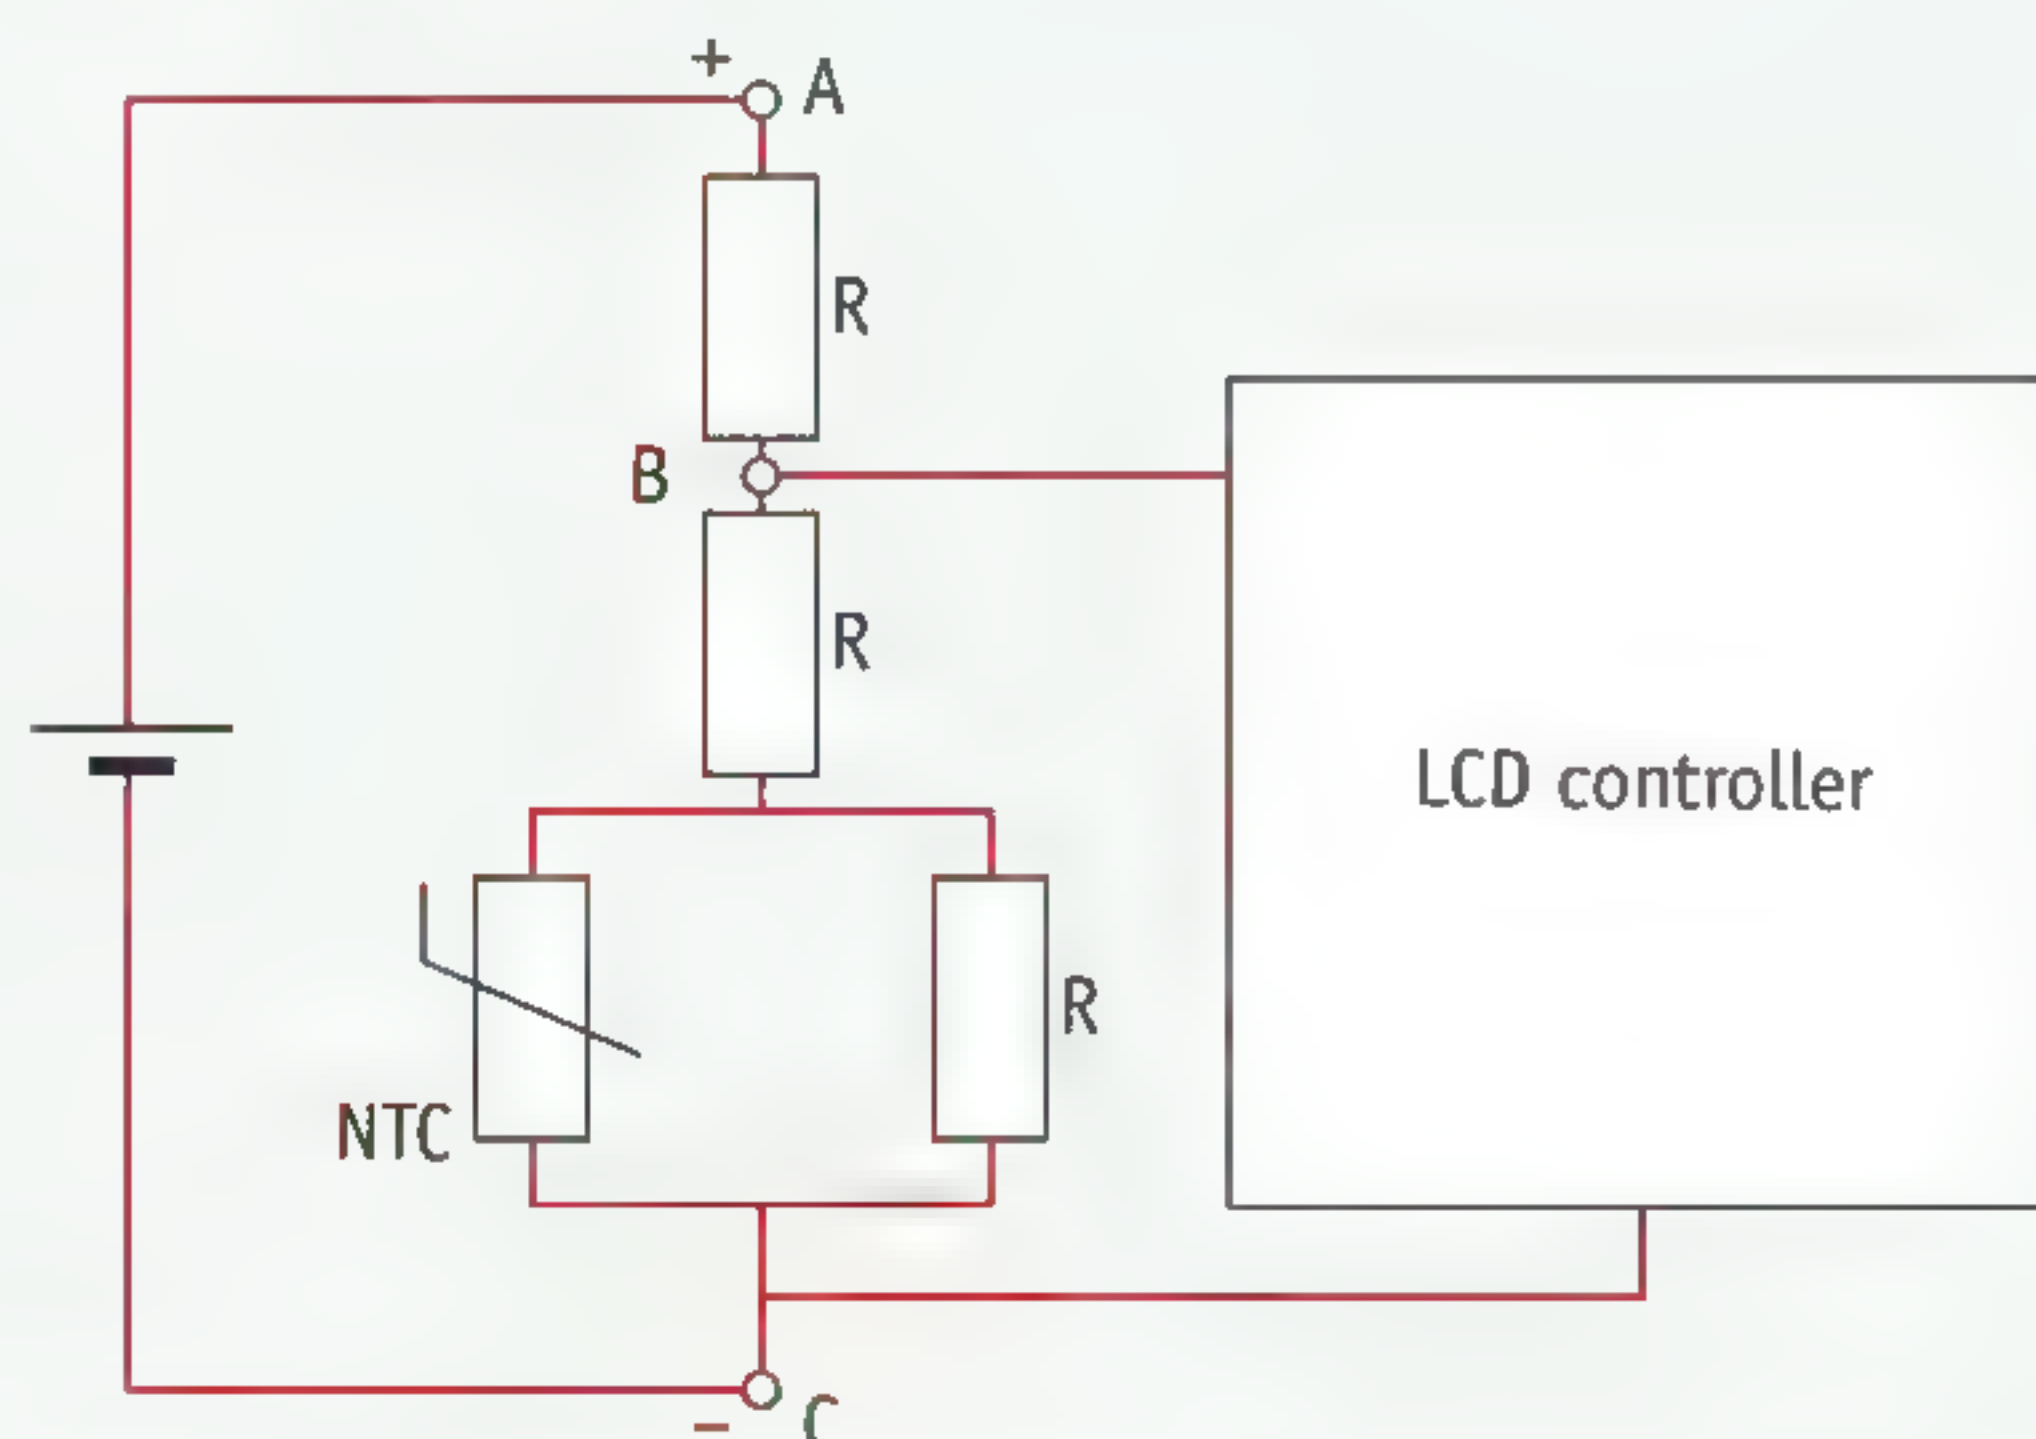 + A
R
B
R
LCD controller
R
NTC
− C